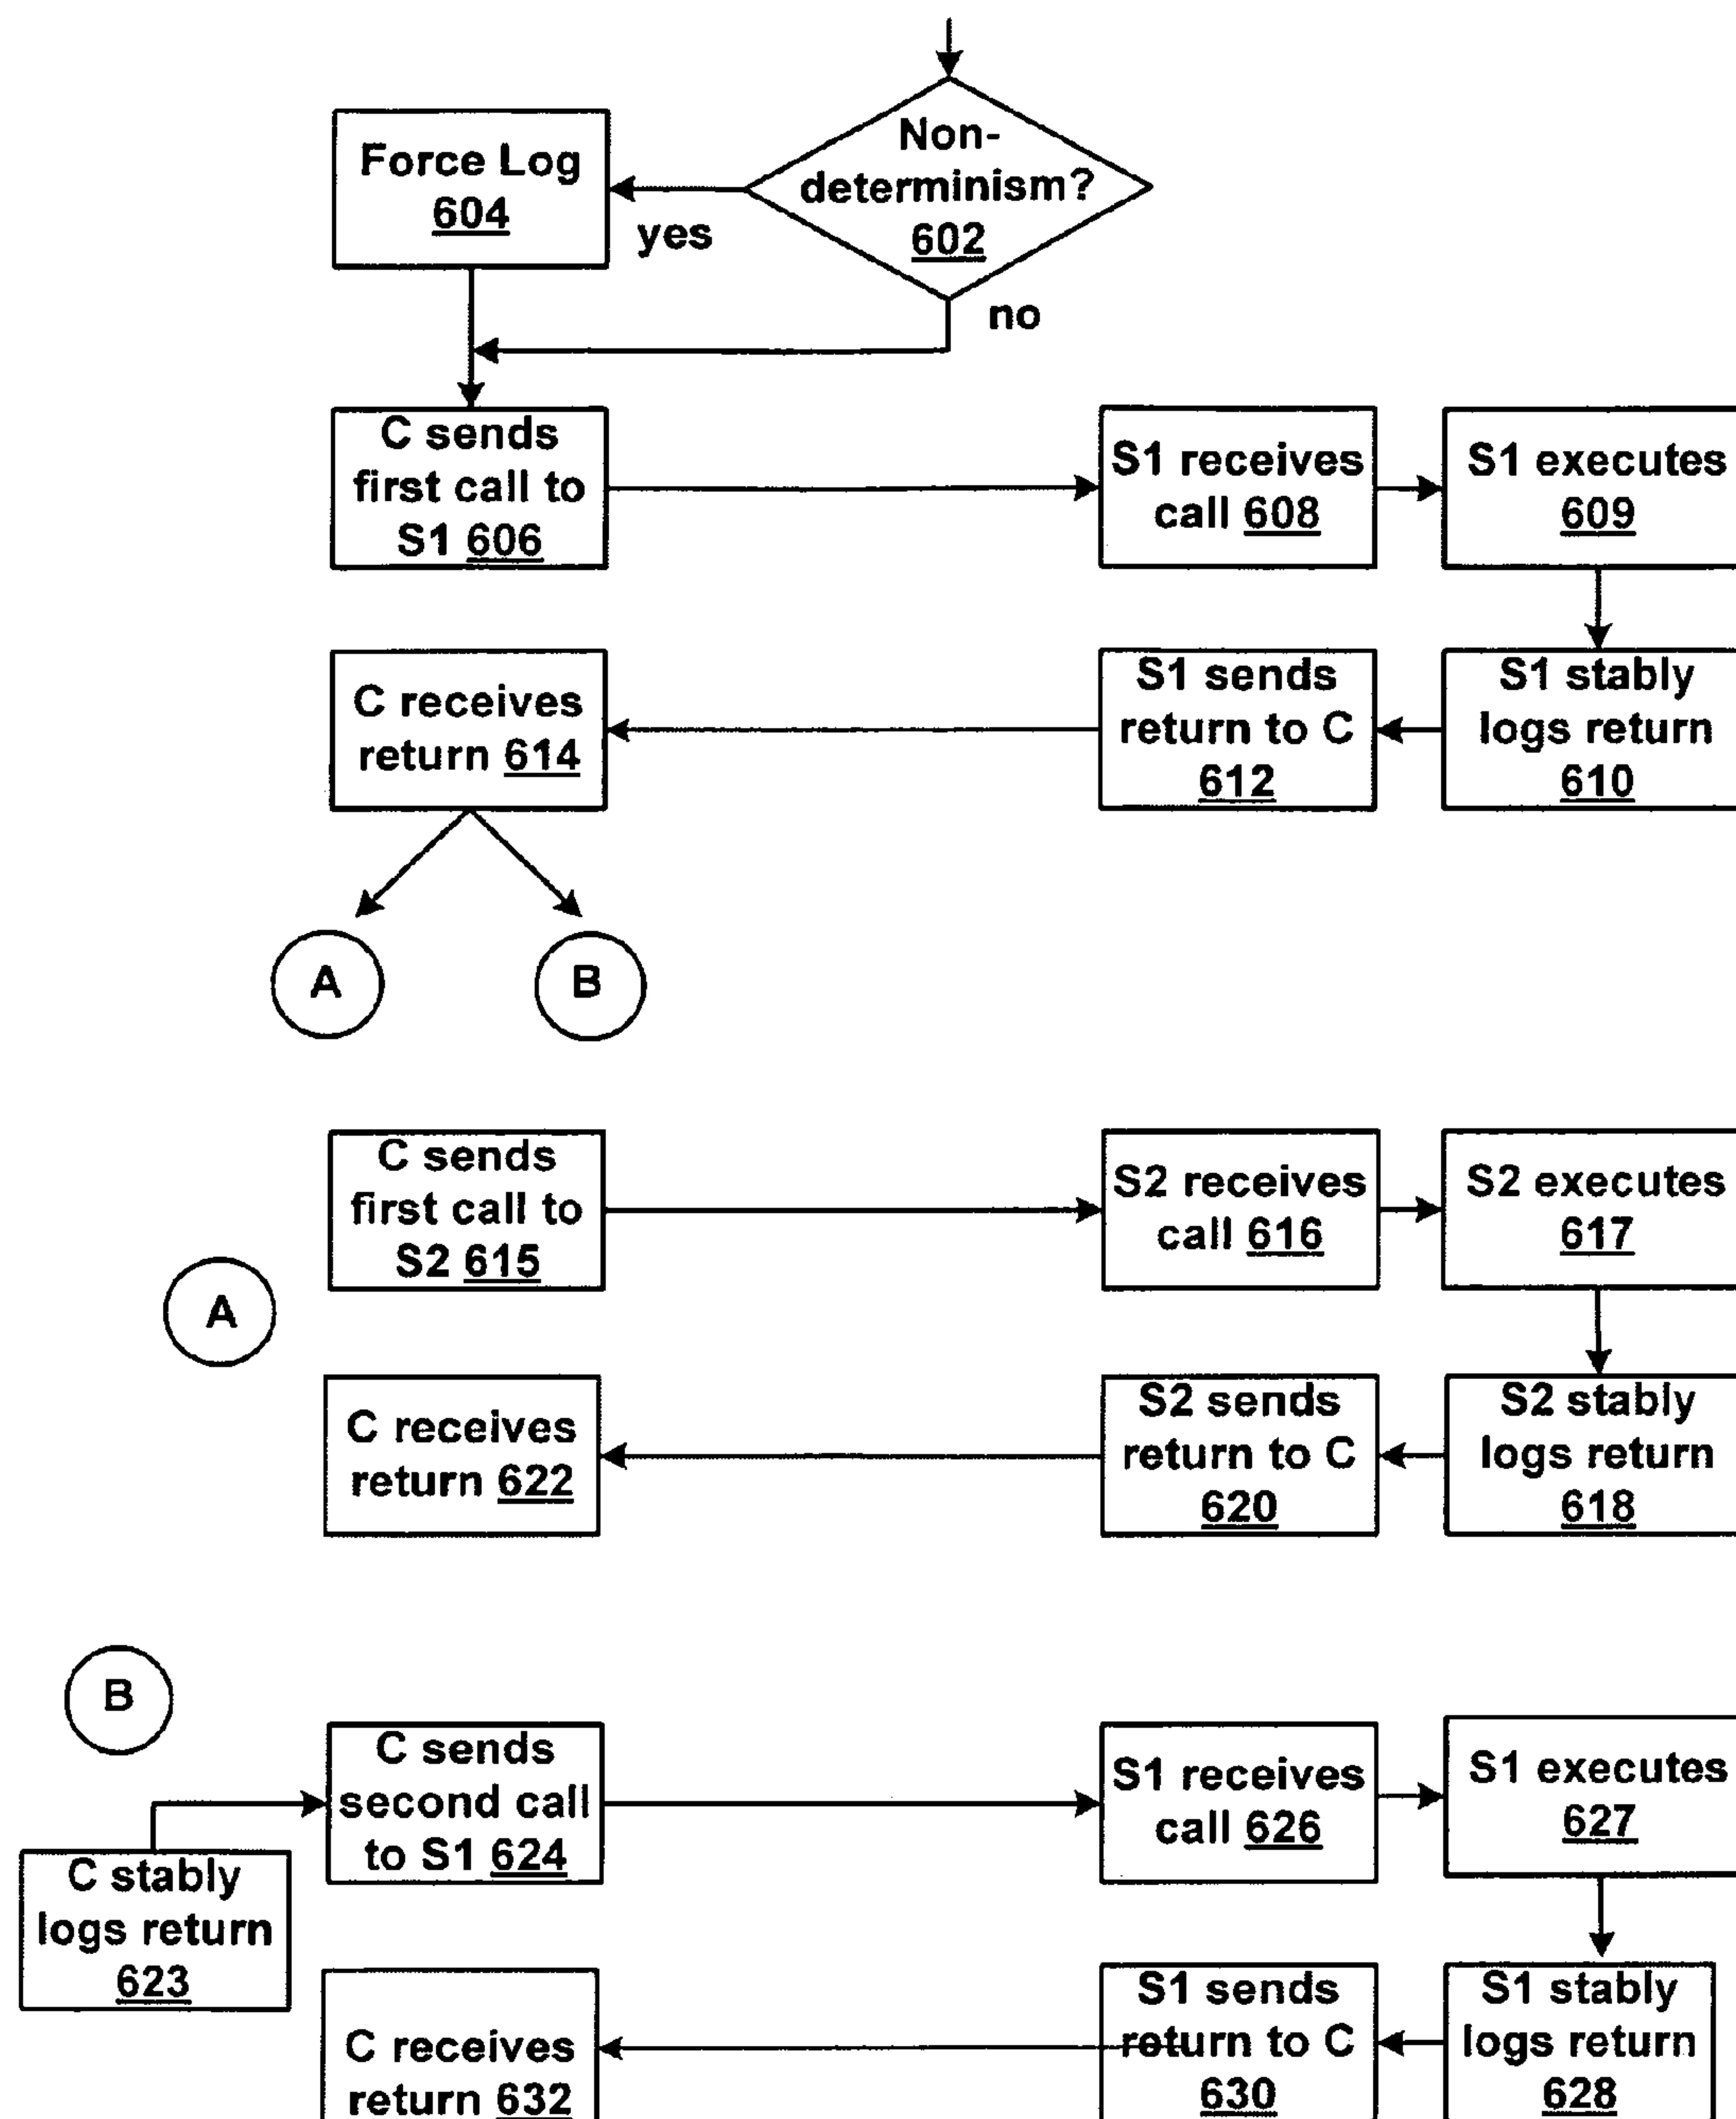 Non-
determinism?
602
Force Log
604
yes
no
C sends
first call to
S1 606
S1 receives
call 608
S1 executes
609
C receives
return 614
S1 sends
return to C
612
S1 stably
logs return
610
A
B
C sends
first call to
S2 615
S2 receives
call 616
S2 executes
617
A
C receives
return 622
S2 sends
return to C
620
S2 stably
logs return
618
B
C sends
second call
to S1 624
S1 receives
call 626
S1 executes
627
C stably
logs return
623
C receives
return 632
S1 sends
return to C
630
S1 stably
logs return
628